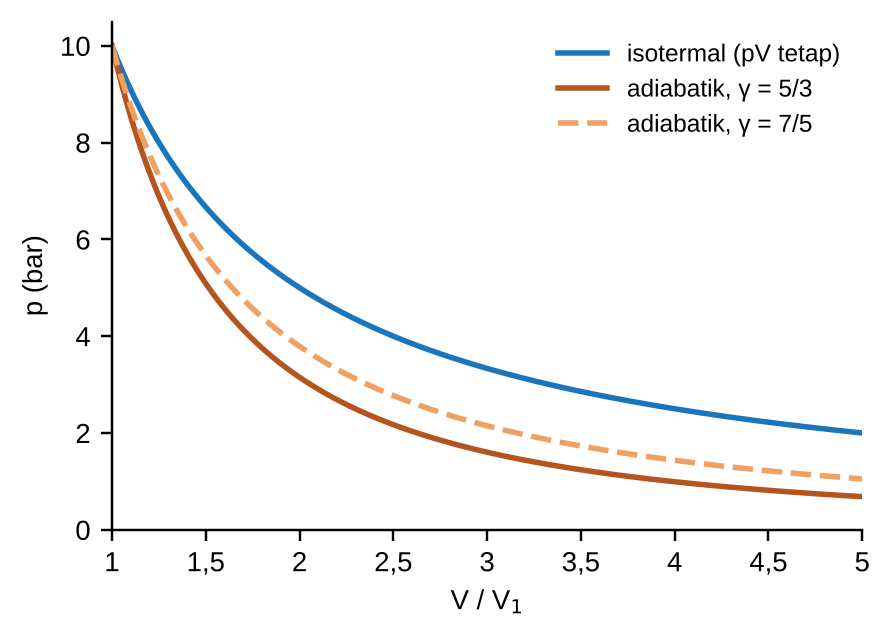 isotermal (pV tetap)
adiabatik, γ = 5/3
adiabatik, γ = 7/5
p (bar)
10
8
6
4
2
0
1 1,5 2 2,5 3 3,5 4 4,5 5
V / V₁